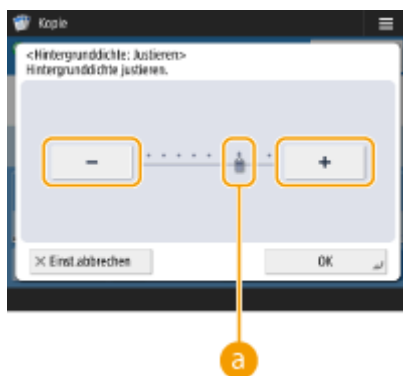 Kopie
<Hintergrunddichte: Justieren>
Hintergrunddichte justieren.
− +
× Einst.abbrechen OK
a